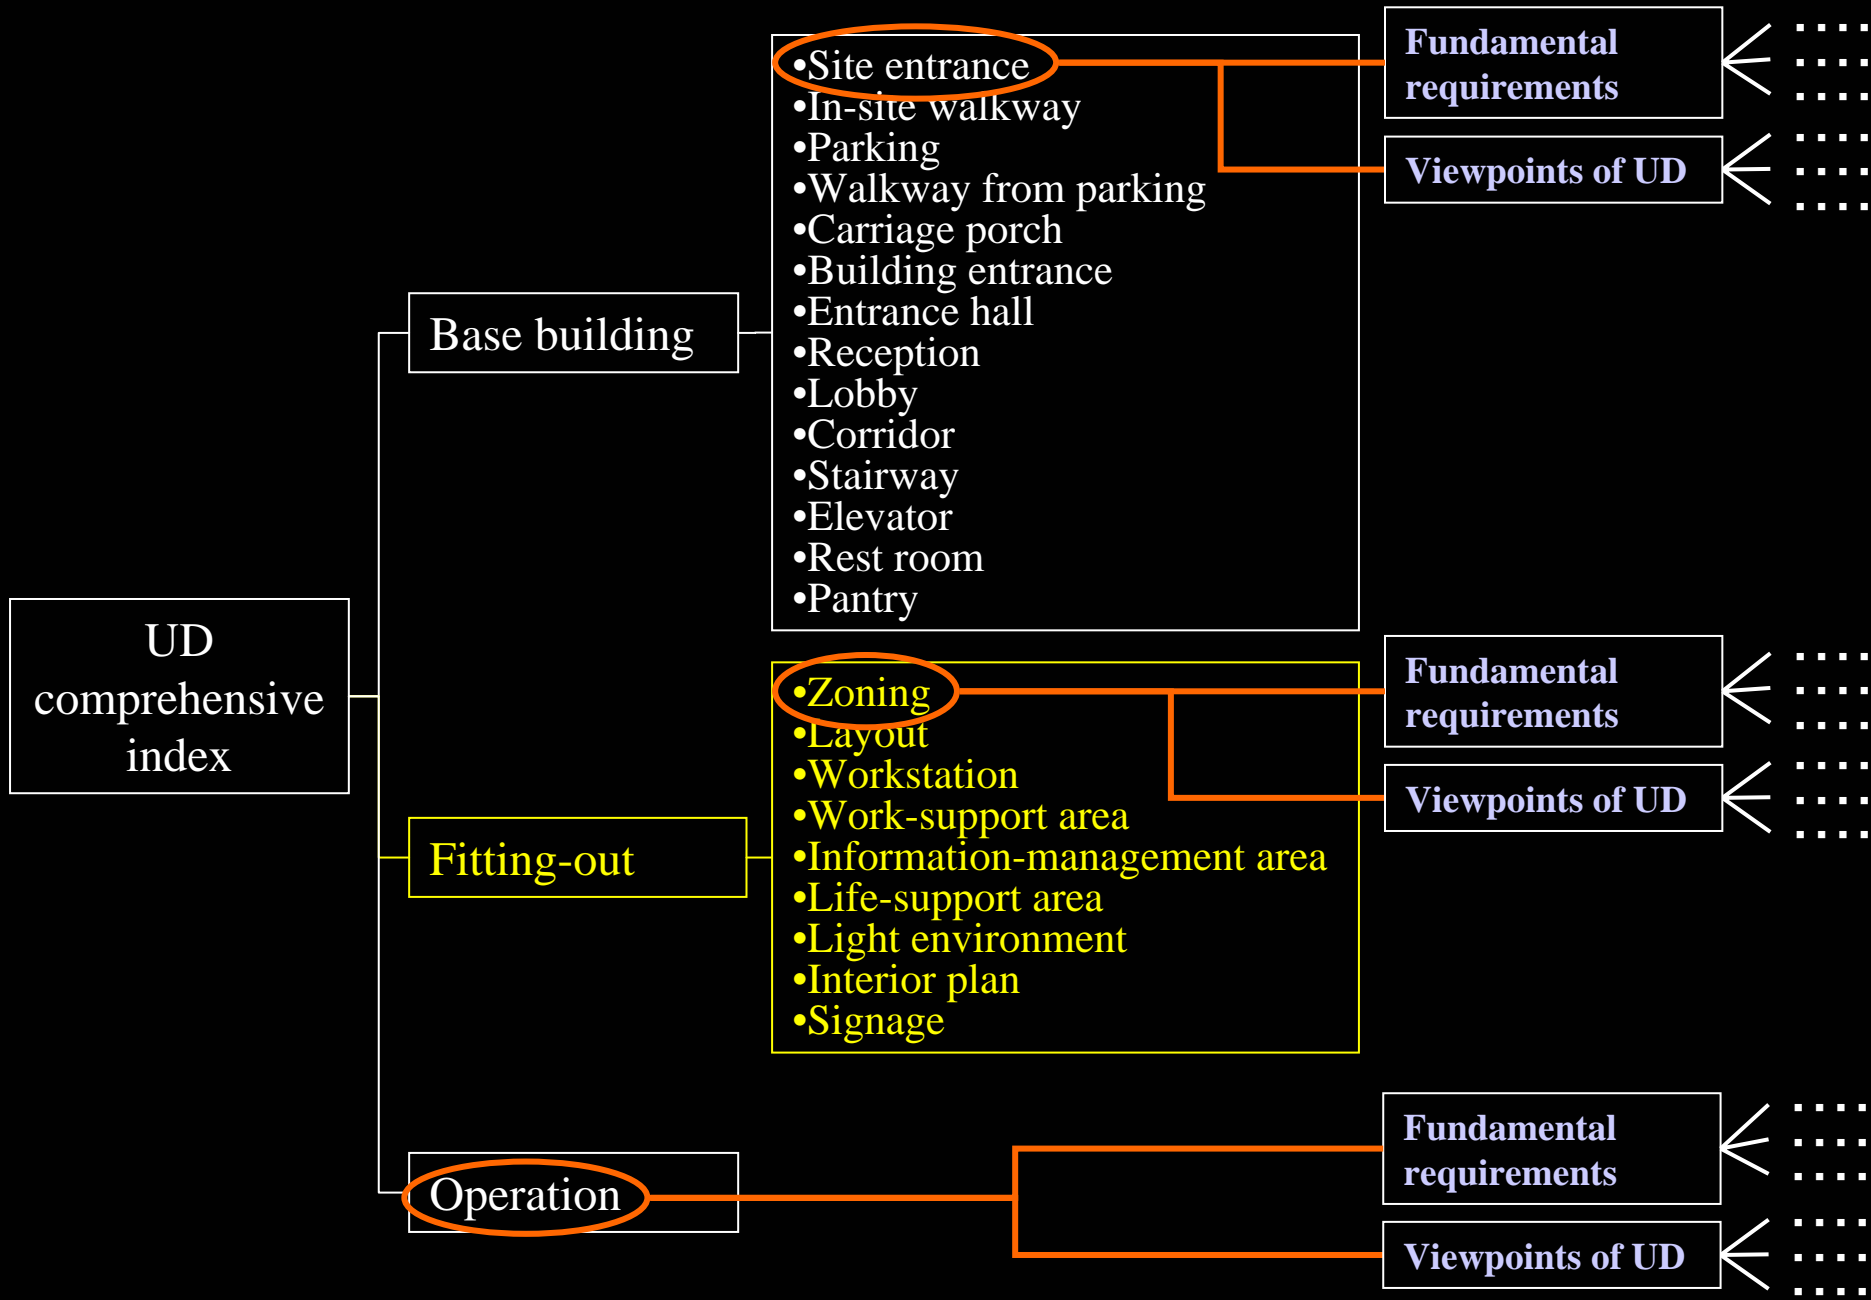 UD
comprehensive
index
Base building
•Site entrance
•In-site walkway
•Parking
•Walkway from parking
•Carriage porch
•Building entrance
•Entrance hall
•Reception
•Lobby
•Corridor
•Stairway
•Elevator
•Rest room
•Pantry
Fundamental
requirements
Viewpoints of UD
Fitting-out
•Zoning
•Layout
•Workstation
•Work-support area
•Information-management area
•Life-support area
•Light environment
•Interior plan
•Signage
Fundamental
requirements
Viewpoints of UD
Operation
Fundamental
requirements
Viewpoints of UD